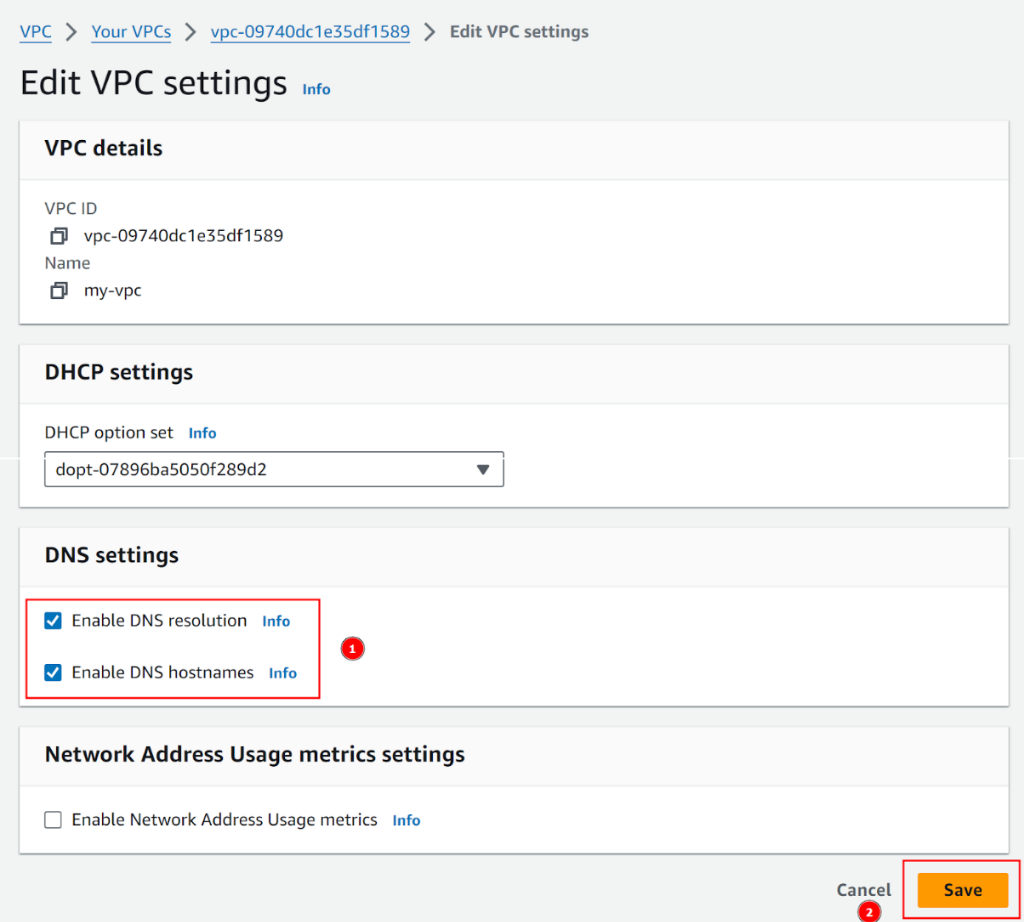 VPC > Your VPCs > vpc-09740dc1e35df1589 > Edit VPC settings
Edit VPC settings Info
VPC details
VPC ID
vpc-09740dc1e35df1589
Name
my-vpc
DHCP settings
DHCP option set Info
dopt-07896ba5050f289d2
DNS settings
Enable DNS resolution Info
1
Enable DNS hostnames Info
Network Address Usage metrics settings
Enable Network Address Usage metrics Info
Cancel Save
2